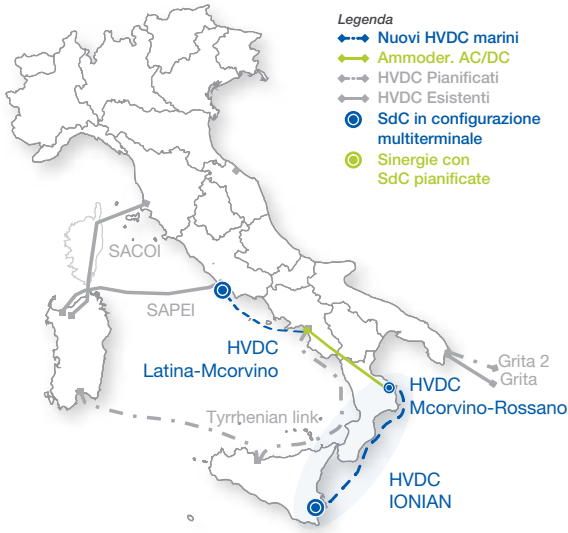 Legenda
Nuovi HVDC marini
Ammoder. AC/DC
HVDC Pianificati
HVDC Esistenti
SdC in configurazione
multiterminale
Sinergie con
SdC pianificate
SACOI
SAPEI
HVDC
Latina-Mcorvino
Grita 2
Grita
HVDC
Mcorvino-Rossano
Tyrrhenian link
HVDC
IONIAN